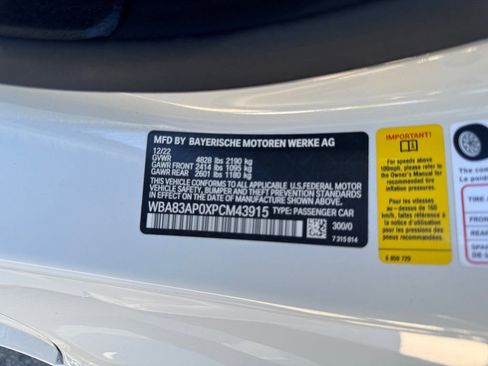 MFD BY BAYERISCHE MOTOREN WERKE AG
12/22
GVWR 4828 lbs 2190 kg
GAWR FRONT 2414 lbs 1095 kg
GAWR REAR 2601 lbs 1180 kg
THIS VEHICLE CONFORMS TO ALL APPLICABLE U.S. FEDERAL MOTOR
VEHICLE SAFETY, BUMPER, AND THEFT PREVENTION STANDARDS
IN EFFECT ON THE DATE OF MANUFACTURE SHOWN ABOVE.
WBA83AP0XPCM43915 TYPE: PASSENGER CAR
300/0
7 315 814
IMPORTANT!
For speeds above
100mph, please refer to
the Owner's Manual for
increased tire pressures.
Pour les vitesses
au-dessus de 160
km/h, faites référence à
la notice d'utilisation
pour les pressions des
pneus.
6 850 729
TIRE